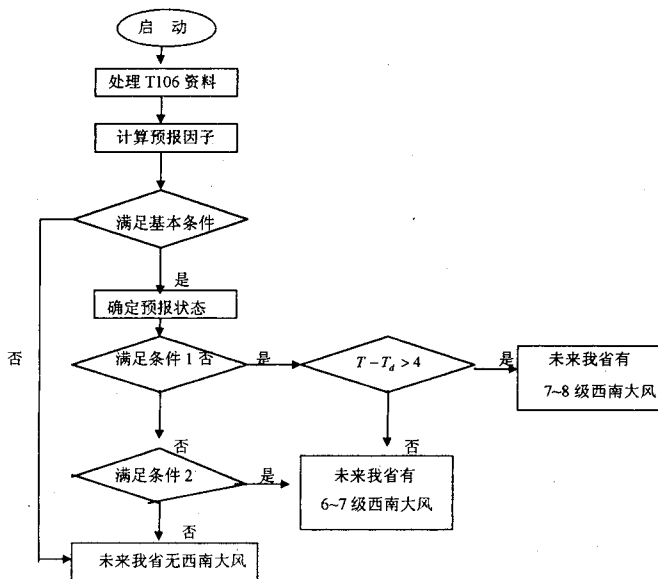 启 动
处理 T106 资料
计算预报因子
满足基本条件
是
确定预报状态
否
满足条件 1 否
是
T－T_d > 4
是
未来我省有
7~8 级西南大风
否
满足条件 2
是
否
未来我省有
6~7 级西南大风
否
未来我省无西南大风